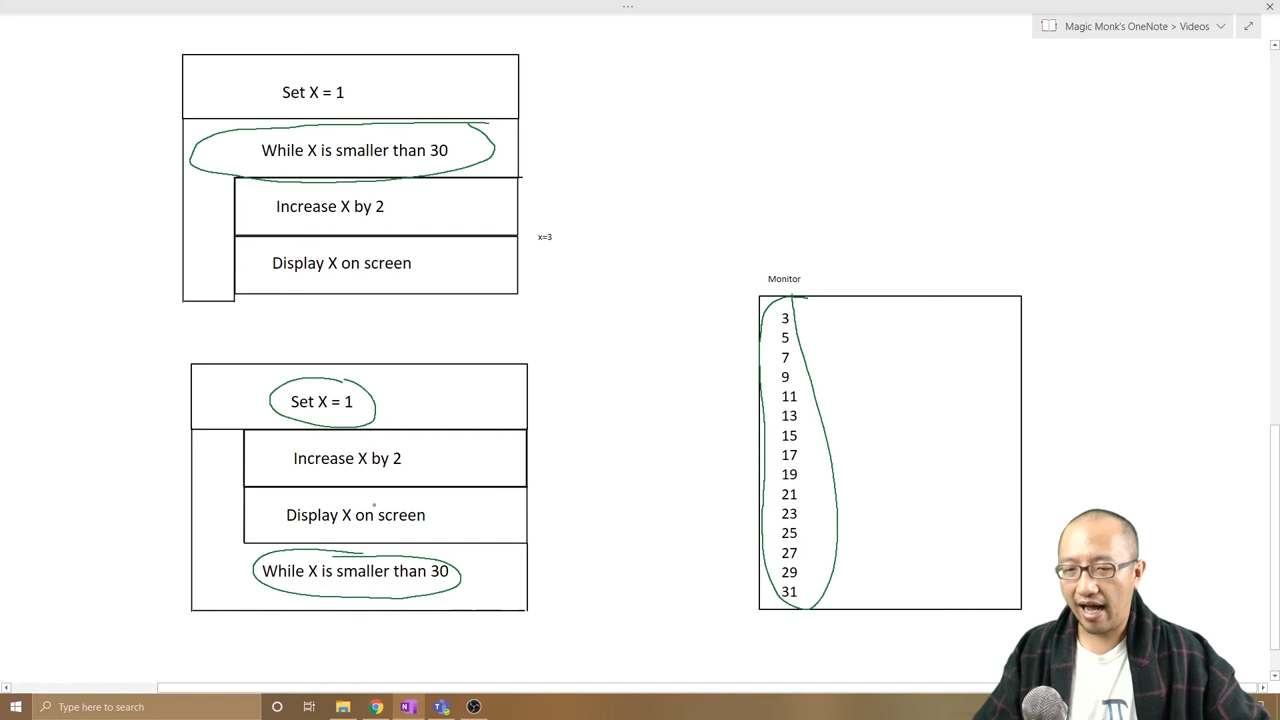 Magic Monk's OneNote > Videos
Set X = 1
While X is smaller than 30
Increase X by 2
x=3
Display X on screen
Monitor
3
5
7
9
11
13
15
17
19
21
23
25
27
29
31
Set X = 1
Increase X by 2
Display X on screen
While X is smaller than 30
Type here to search